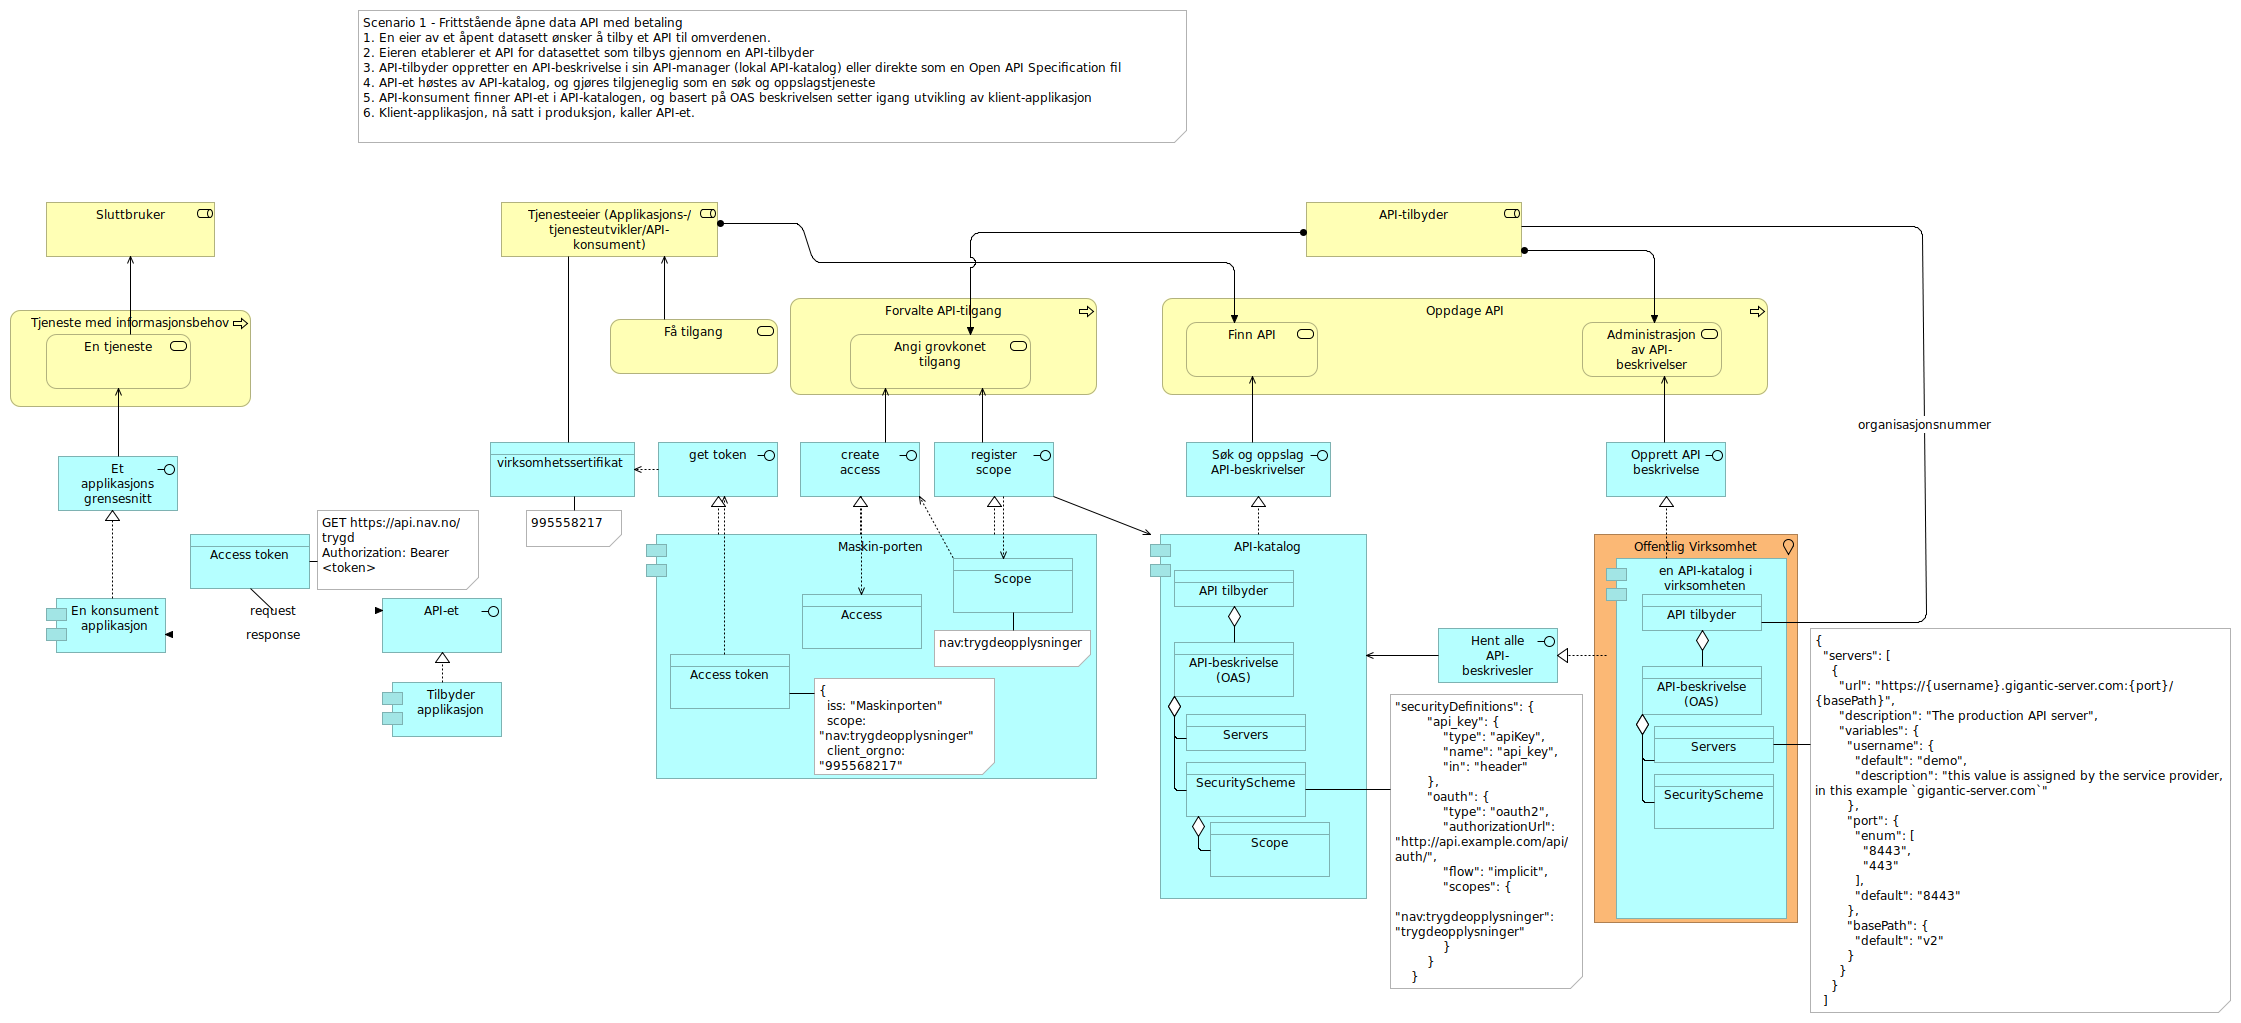 Scenario 1 - Frittstående åpne data API med betaling
1. En eier av et åpent datasett ønsker å tilby et API til omverdenen.
2. Eieren etablerer et API for datasettet som tilbys gjennom en API-tilbyder
3. API-tilbyder oppretter en API-beskrivelse i sin API-manager (lokal API-katalog) eller direkte som en Open API Specification fil
4. API-et høstes av API-katalog, og gjøres tilgjeneglig som en søk og oppslagstjeneste
5. API-konsument finner API-et i API-katalogen, og basert på OAS beskrivelsen setter igang utvikling av klient-applikasjon
6. Klient-applikasjon, nå satt i produksjon, kaller API-et.
Sluttbruker
Tjenesteeier (Applikasjons-/
tjenesteutvikler/API-
konsument)
API-tilbyder
Tjeneste med informasjonsbehov
En tjeneste
Få tilgang
Forvalte API-tilgang
Angi grovkonet
tilgang
Oppdage API
Finn API
Administrasjon
av API-
beskrivelser
organisasjonsnummer
Et
applikasjons
grensesnitt
virksomhetssertifikat
get token
create
access
register
scope
Søk og oppslag
API-beskrivelser
Opprett API
beskrivelse
995558217
Access token
GET https://api.nav.no/
trygd
Authorization: Bearer
<token>
request
response
En konsument
applikasjon
API-et
Tilbyder
applikasjon
Maskin-porten
Scope
Access
nav:trygdeopplysninger
Access token
{
iss: "Maskinporten"
scope:
"nav:trygdeopplysninger"
client_orgno:
"995568217"
API-katalog
API tilbyder
API-beskrivelse
(OAS)
Servers
SecurityScheme
Scope
Hent alle
API-
beskrivesler
"securityDefinitions": {
"api_key": {
"type": "apiKey",
"name": "api_key",
"in": "header"
},
"oauth": {
"type": "oauth2",
"authorizationUrl":
"http://api.example.com/api/
auth/",
"flow": "implicit",
"scopes": {
"nav:trygdeopplysninger":
"trygdeopplysninger"
}
}
}
Offentlig Virksomhet
en API-katalog i
virksomheten
API tilbyder
API-beskrivelse
(OAS)
Servers
SecurityScheme
{
"servers": [
{
"url": "https://{username}.gigantic-server.com:{port}/
{basePath}",
"description": "The production API server",
"variables": {
"username": {
"default": "demo",
"description": "this value is assigned by the service provider,
in this example `gigantic-server.com`"
},
"port": {
"enum": [
"8443",
"443"
],
"default": "8443"
},
"basePath": {
"default": "v2"
}
}
}
]